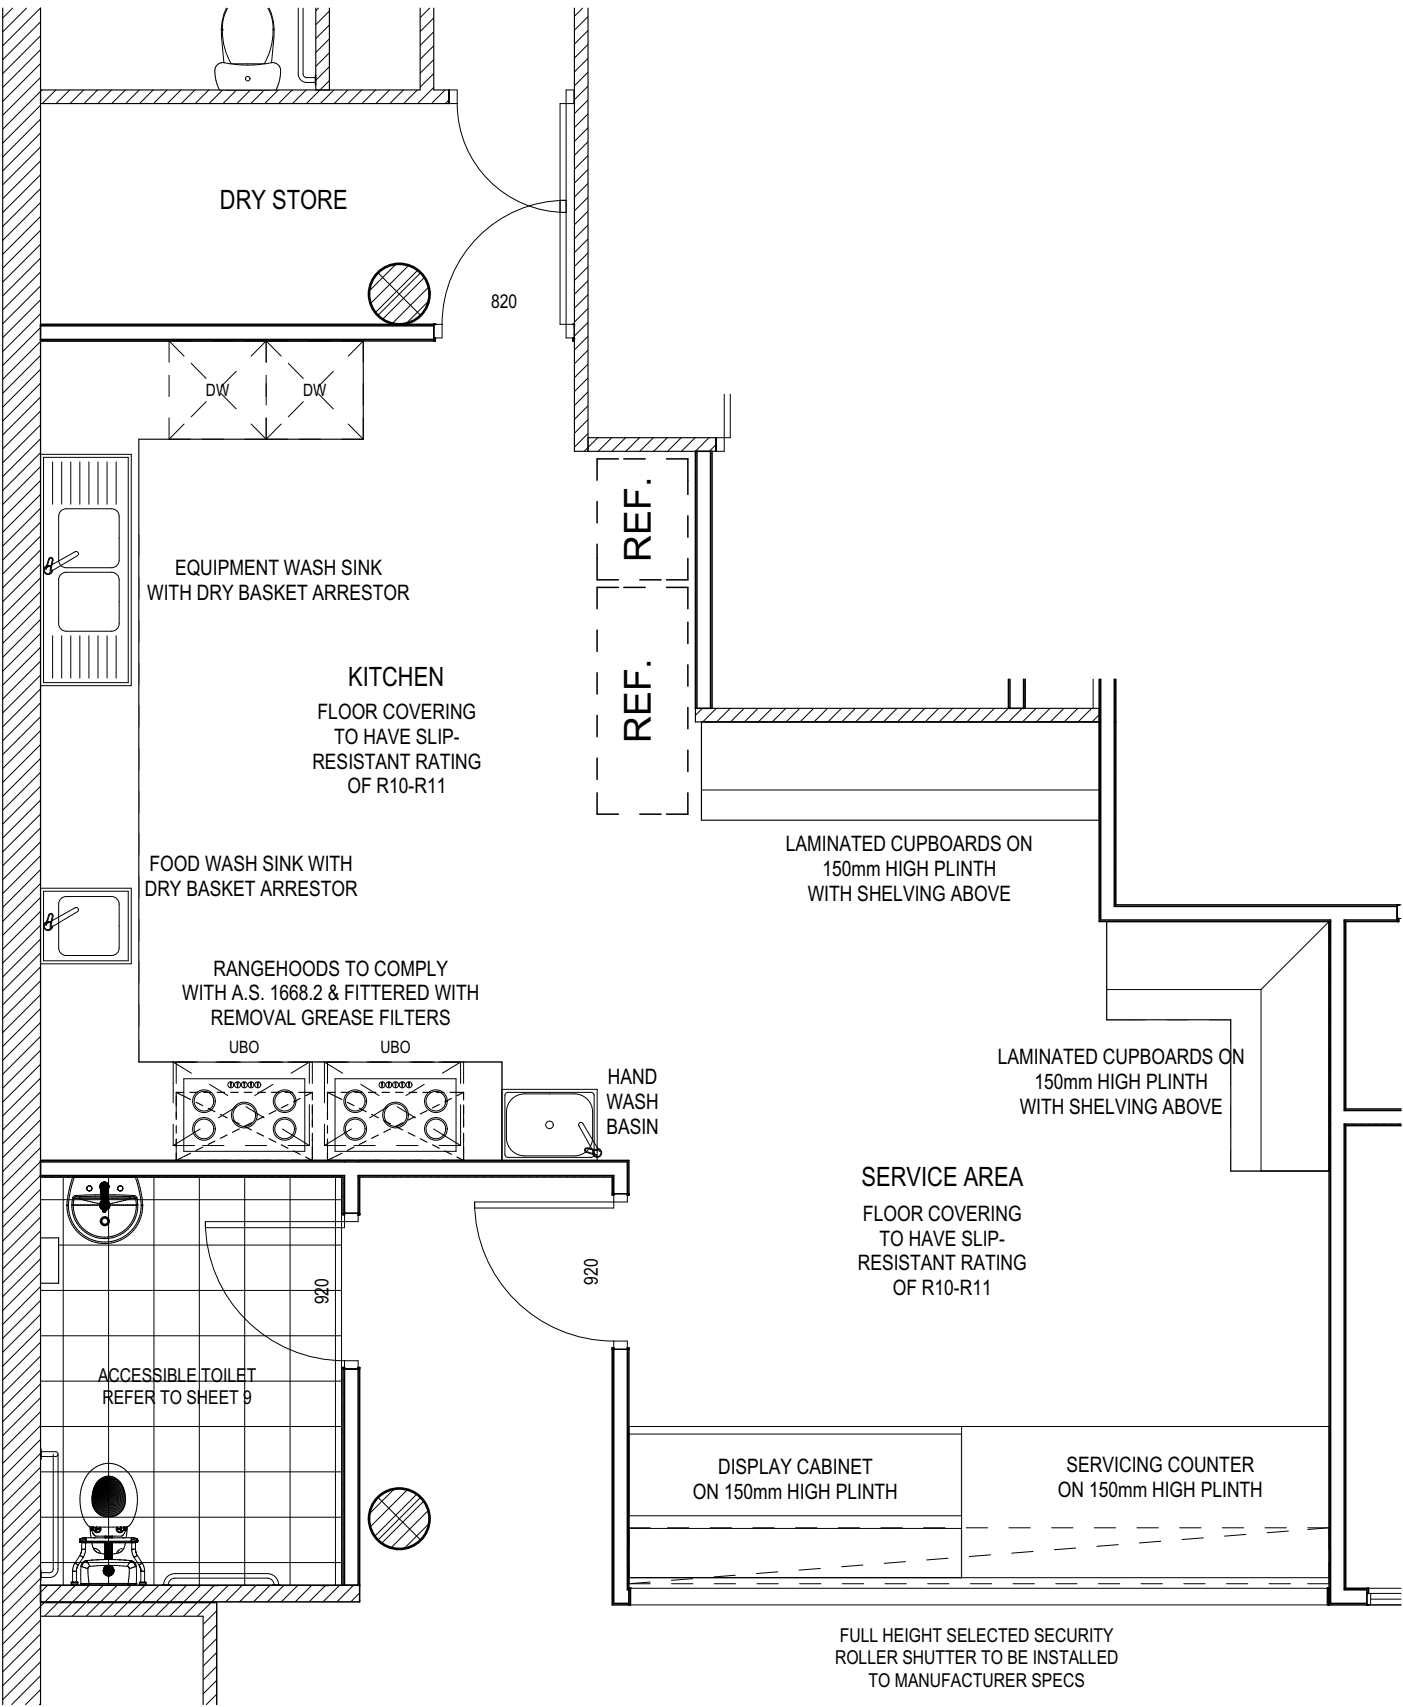 DRY STORE
820
DW
DW
REF.
REF.
EQUIPMENT WASH SINK
WITH DRY BASKET ARRESTOR
KITCHEN
FLOOR COVERING
TO HAVE SLIP-
RESISTANT RATING
OF R10-R11
LAMINATED CUPBOARDS ON
150mm HIGH PLINTH
WITH SHELVING ABOVE
FOOD WASH SINK WITH
DRY BASKET ARRESTOR
RANGEHOODS TO COMPLY
WITH A.S. 1668.2 & FITTERED WITH
REMOVAL GREASE FILTERS
UBO
UBO
HAND
WASH
BASIN
LAMINATED CUPBOARDS ON
150mm HIGH PLINTH
WITH SHELVING ABOVE
SERVICE AREA
FLOOR COVERING
TO HAVE SLIP-
RESISTANT RATING
OF R10-R11
920
920
ACCESSIBLE TOILET
REFER TO SHEET 9
DISPLAY CABINET
ON 150mm HIGH PLINTH
SERVICING COUNTER
ON 150mm HIGH PLINTH
FULL HEIGHT SELECTED SECURITY
ROLLER SHUTTER TO BE INSTALLED
TO MANUFACTURER SPECS